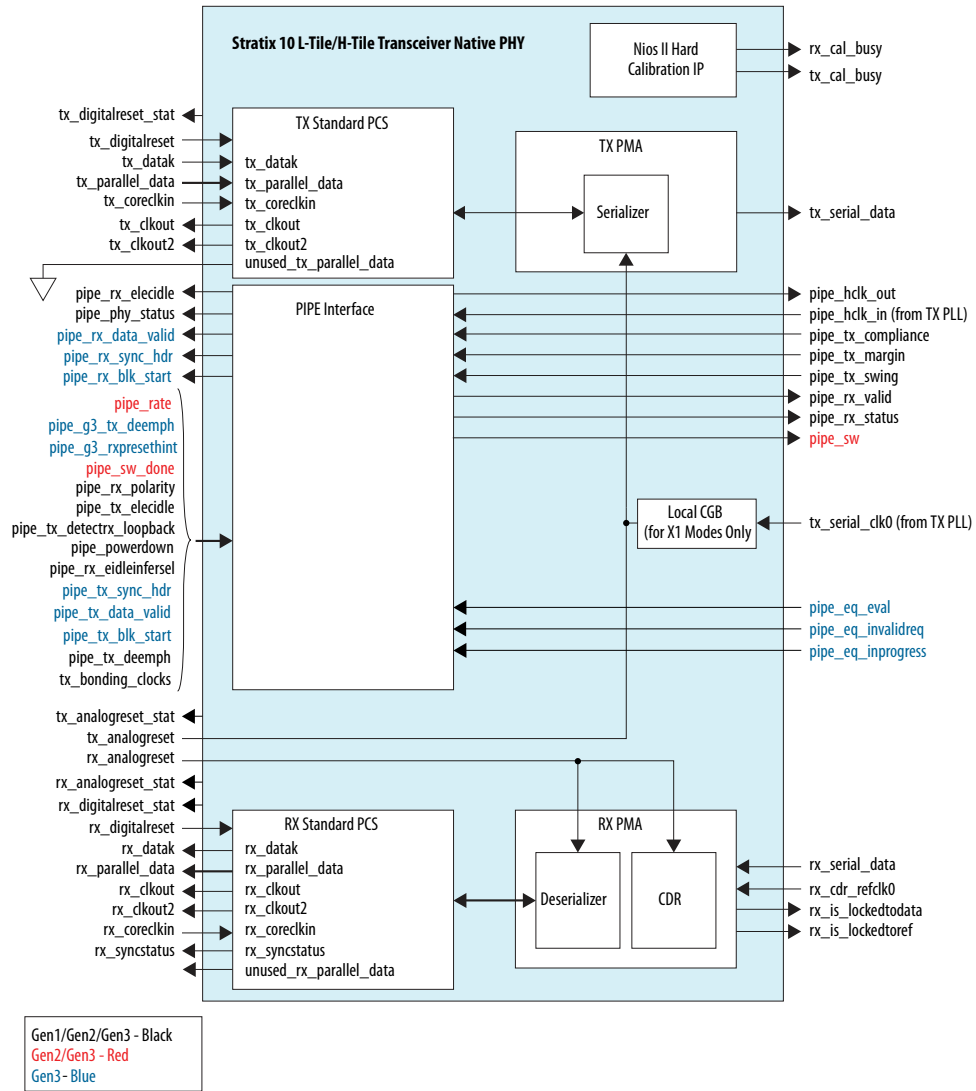 Stratix 10 L-Tile/H-Tile Transceiver Native PHY
Nios II Hard
Calibration IP
rx_cal_busy
tx_cal_busy
tx_digitalreset_stat
tx_digitalreset
tx_datak
tx_parallel_data
tx_coreclkin
tx_clkout
tx_clkout2
TX Standard PCS
tx_datak
tx_parallel_data
tx_coreclkin
tx_clkout
tx_clkout2
unused_tx_parallel_data
TX PMA
Serializer
tx_serial_data
pipe_rx_elecidle
pipe_phy_status
pipe_rx_data_valid
pipe_rx_sync_hdr
pipe_rx_blk_start
pipe_rate
pipe_g3_tx_deemph
pipe_g3_rxpresethint
pipe_sw_done
pipe_rx_polarity
pipe_tx_elecidle
pipe_tx_detectrx_loopback
pipe_powerdown
pipe_rx_eidleinfersel
pipe_tx_sync_hdr
pipe_tx_data_valid
pipe_tx_blk_start
pipe_tx_deemph
tx_bonding_clocks
PIPE Interface
pipe_hclk_out
pipe_hclk_in (from TX PLL)
pipe_tx_compliance
pipe_tx_margin
pipe_tx_swing
pipe_rx_valid
pipe_rx_status
pipe_sw
Local CGB
(for X1 Modes Only
tx_serial_clk0 (from TX PLL)
pipe_eq_eval
pipe_eq_invalidreq
pipe_eq_inprogress
tx_analogreset_stat
tx_analogreset
rx_analogreset
rx_analogreset_stat
rx_digitalreset_stat
rx_digitalreset
rx_datak
rx_parallel_data
rx_clkout
rx_clkout2
rx_coreclkin
rx_syncstatus
RX Standard PCS
rx_datak
rx_parallel_data
rx_clkout
rx_clkout2
rx_coreclkin
rx_syncstatus
unused_rx_parallel_data
RX PMA
Deserializer
CDR
rx_serial_data
rx_cdr_refclk0
rx_is_lockedtodata
rx_is_lockedtoref
Gen1/Gen2/Gen3 - Black
Gen2/Gen3 - Red
Gen3- Blue